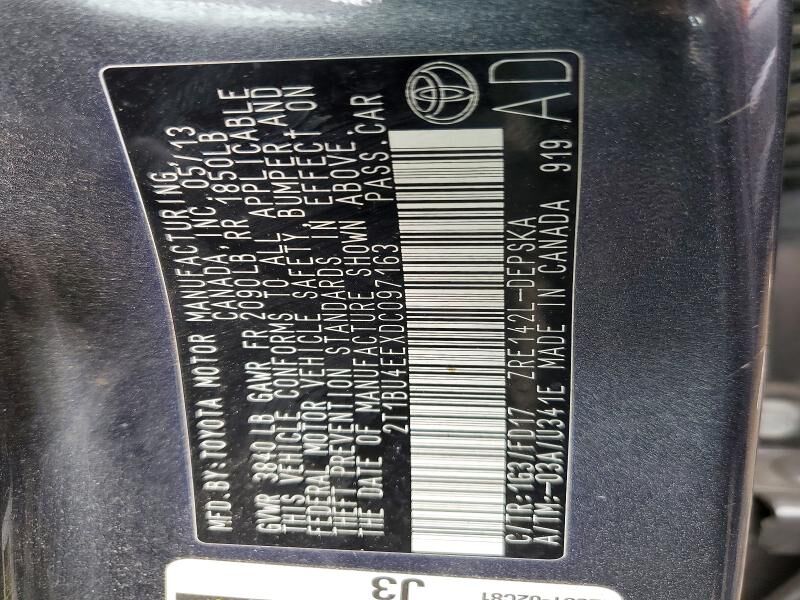 MFD.BY:TOYOTA MOTOR MANUFACTURING,
CANADA, INC. 05/13
GVWR 3840LB GAWR FR 2090LB RR 1850LB
THIS VEHICLE CONFORMS TO ALL APPLICABLE
FEDERAL MOTOR VEHICLE SAFETY, BUMPER, AND
THEFT PREVENTION STANDARDS IN EFFECT ON
THE DATE OF MANUFACTURE SHOWN ABOVE.
2T1BU4EEXDC097163 PASS.CAR
C/TR:1G3/FD17 ZRE142L-DEPSKA
A/TM:-03A/U341E MADE IN CANADA 919
AD
J3